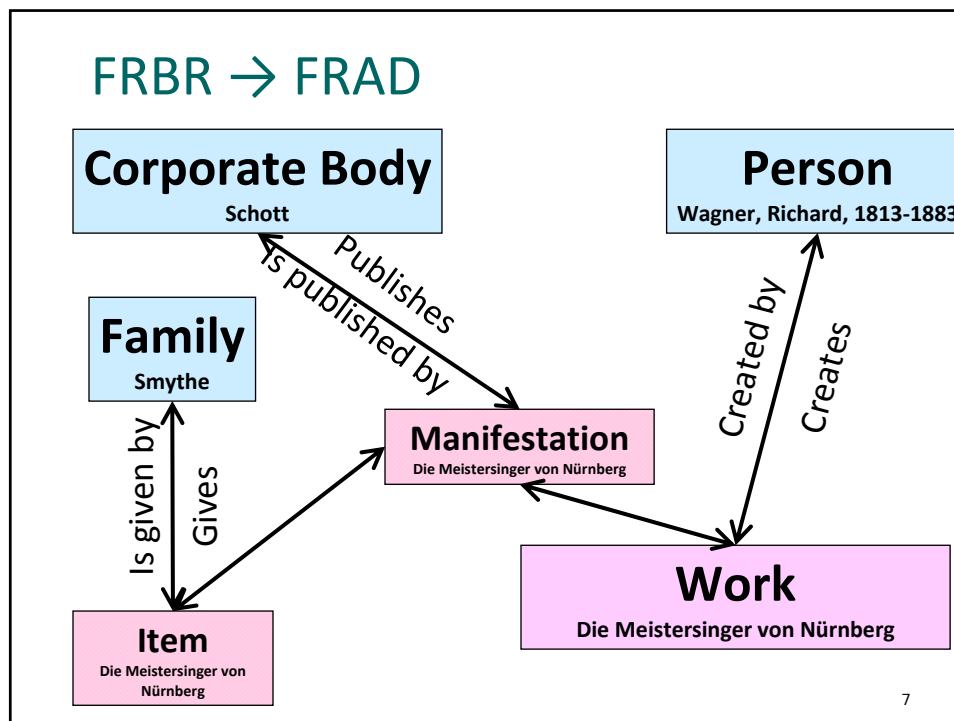 FRBR → FRAD
Corporate Body
Schott
Person
Wagner, Richard, 1813-1883
Publishes
Is published by
Family
Smythe
Created by
Creates
Is given by
Gives
Manifestation
Die Meistersinger von Nürnberg
Work
Die Meistersinger von Nürnberg
Item
Die Meistersinger von
Nürnberg
7